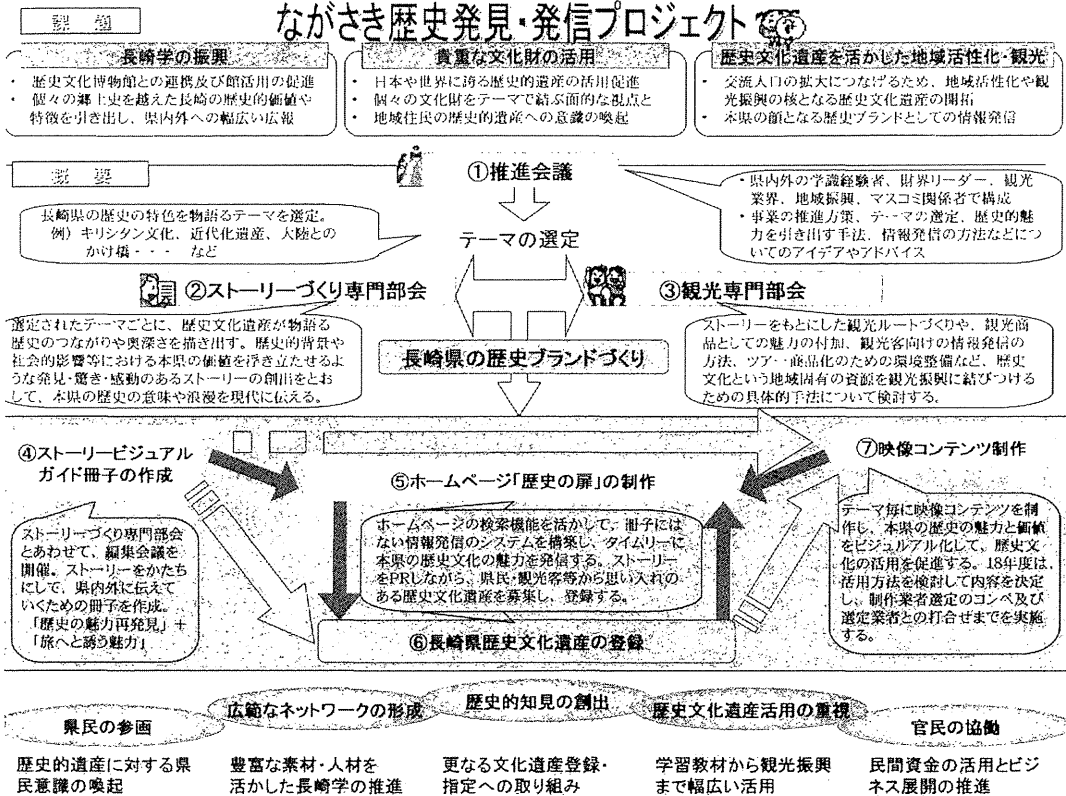 課題
ながさき歴史発見・発信プロジェクト
長崎学の振興
・ 歴史文化博物館との連携及び館活用の促進
・ 個々の郷土史を越えた長崎の歴史的価値や
特徴を引き出し、県内外への幅広い広報
貴重な文化財の活用
・ 日本や世界に誇る歴史的遺産の活用促進
・ 個々の文化財をテーマで結ぶ面的な視点と
・ 地域住民の歴史的遺産への意識の喚起
歴史文化遺産を活かした地域活性化・観光
・ 交流人口の拡大につなげるため、地域活性化や観
光振興の核となる歴史文化遺産の開拓
・ 本県の顔となる歴史ブランドとしての情報発信
概要
①推進会議
・県内外の学識経験者、財界リーダー、観光
業界、地域振興、マスコミ関係者で構成
・事業の推進方策、テーマの選定、歴史的魅
力を引き出す手法、情報発信の方法などにつ
いてのアイデアやアドバイス
長崎県の歴史の特色を物語るテーマを選定。
例）キリシタン文化、近代化遺産、大陸との
かけ橋・・・ など
テーマの選定
②ストーリーづくり専門部会
③観光専門部会
選定されたテーマごとに、歴史文化遺産が物語る
歴史のつながりや奥深さを描き出す。歴史的背景や
社会的影響等における本県の価値を浮き立たせるよ
うな発見・驚き・感動のあるストーリーの創出をとお
して、本県の歴史の意味や浪漫を現代に伝える。
長崎県の歴史ブランドづくり
ストーリーをもとにした観光ルートづくりや、観光商
品としての魅力の付加、観光客向けの情報発信の
方法、ツアー商品化のための環境整備など、歴史
文化という地域固有の資源を観光振興に結びつける
ための具体的手法について検討する。
④ストーリービジュアル
ガイド冊子の作成
⑤ホームページ「歴史の扉」の制作
⑦映像コンテンツ制作
ストーリーづくり専門部会
とあわせて、編集会議を
開催。ストーリーをかたち
にして、県内外に伝えて
いくための冊子を作成。
「歴史の魅力再発見」＋
「旅へと誘う魅力」
ホームページの検索機能を活かして、冊子には
ない情報発信のシステムを構築し、タイムリーに
本県の歴史文化の魅力を発信する。ストーリー
をPRしながら、県民・観光客等から思い入れの
ある歴史文化遺産を募集し、登録する。
テーマ毎に映像コンテンツを制
作し、本県の歴史の魅力と価値
をビジュルアル化して、歴史文
化の活用を促進する。18年度は、
活用方法を検討して内容を決定
し、制作業者選定のコンペ及び
選定業者との打合せまでを実施
する。
⑥長崎県歴史文化遺産の登録
県民の参画
広範なネットワークの形成
歴史的知見の創出
歴史文化遺産活用の重視
官民の協働
歴史的遺産に対する県
民意識の喚起
豊富な素材・人材を
活かした長崎学の推進
更なる文化遺産登録・
指定への取り組み
学習教材から観光振興
まで幅広い活用
民間資金の活用とビジ
ネス展開の推進